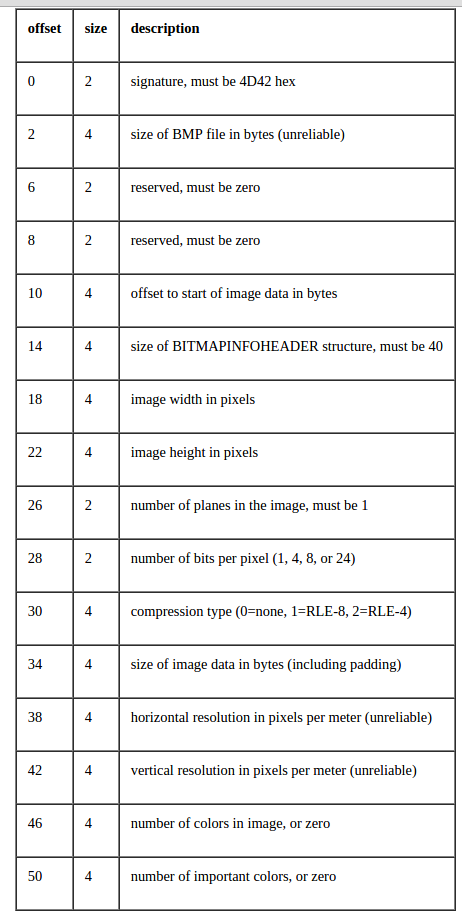 offset size description
0 2 signature, must be 4D42 hex
2 4 size of BMP file in bytes (unreliable)
6 2 reserved, must be zero
8 2 reserved, must be zero
10 4 offset to start of image data in bytes
14 4 size of BITMAPINFOHEADER structure, must be 40
18 4 image width in pixels
22 4 image height in pixels
26 2 number of planes in the image, must be 1
28 2 number of bits per pixel (1, 4, 8, or 24)
30 4 compression type (0=none, 1=RLE-8, 2=RLE-4)
34 4 size of image data in bytes (including padding)
38 4 horizontal resolution in pixels per meter (unreliable)
42 4 vertical resolution in pixels per meter (unreliable)
46 4 number of colors in image, or zero
50 4 number of important colors, or zero